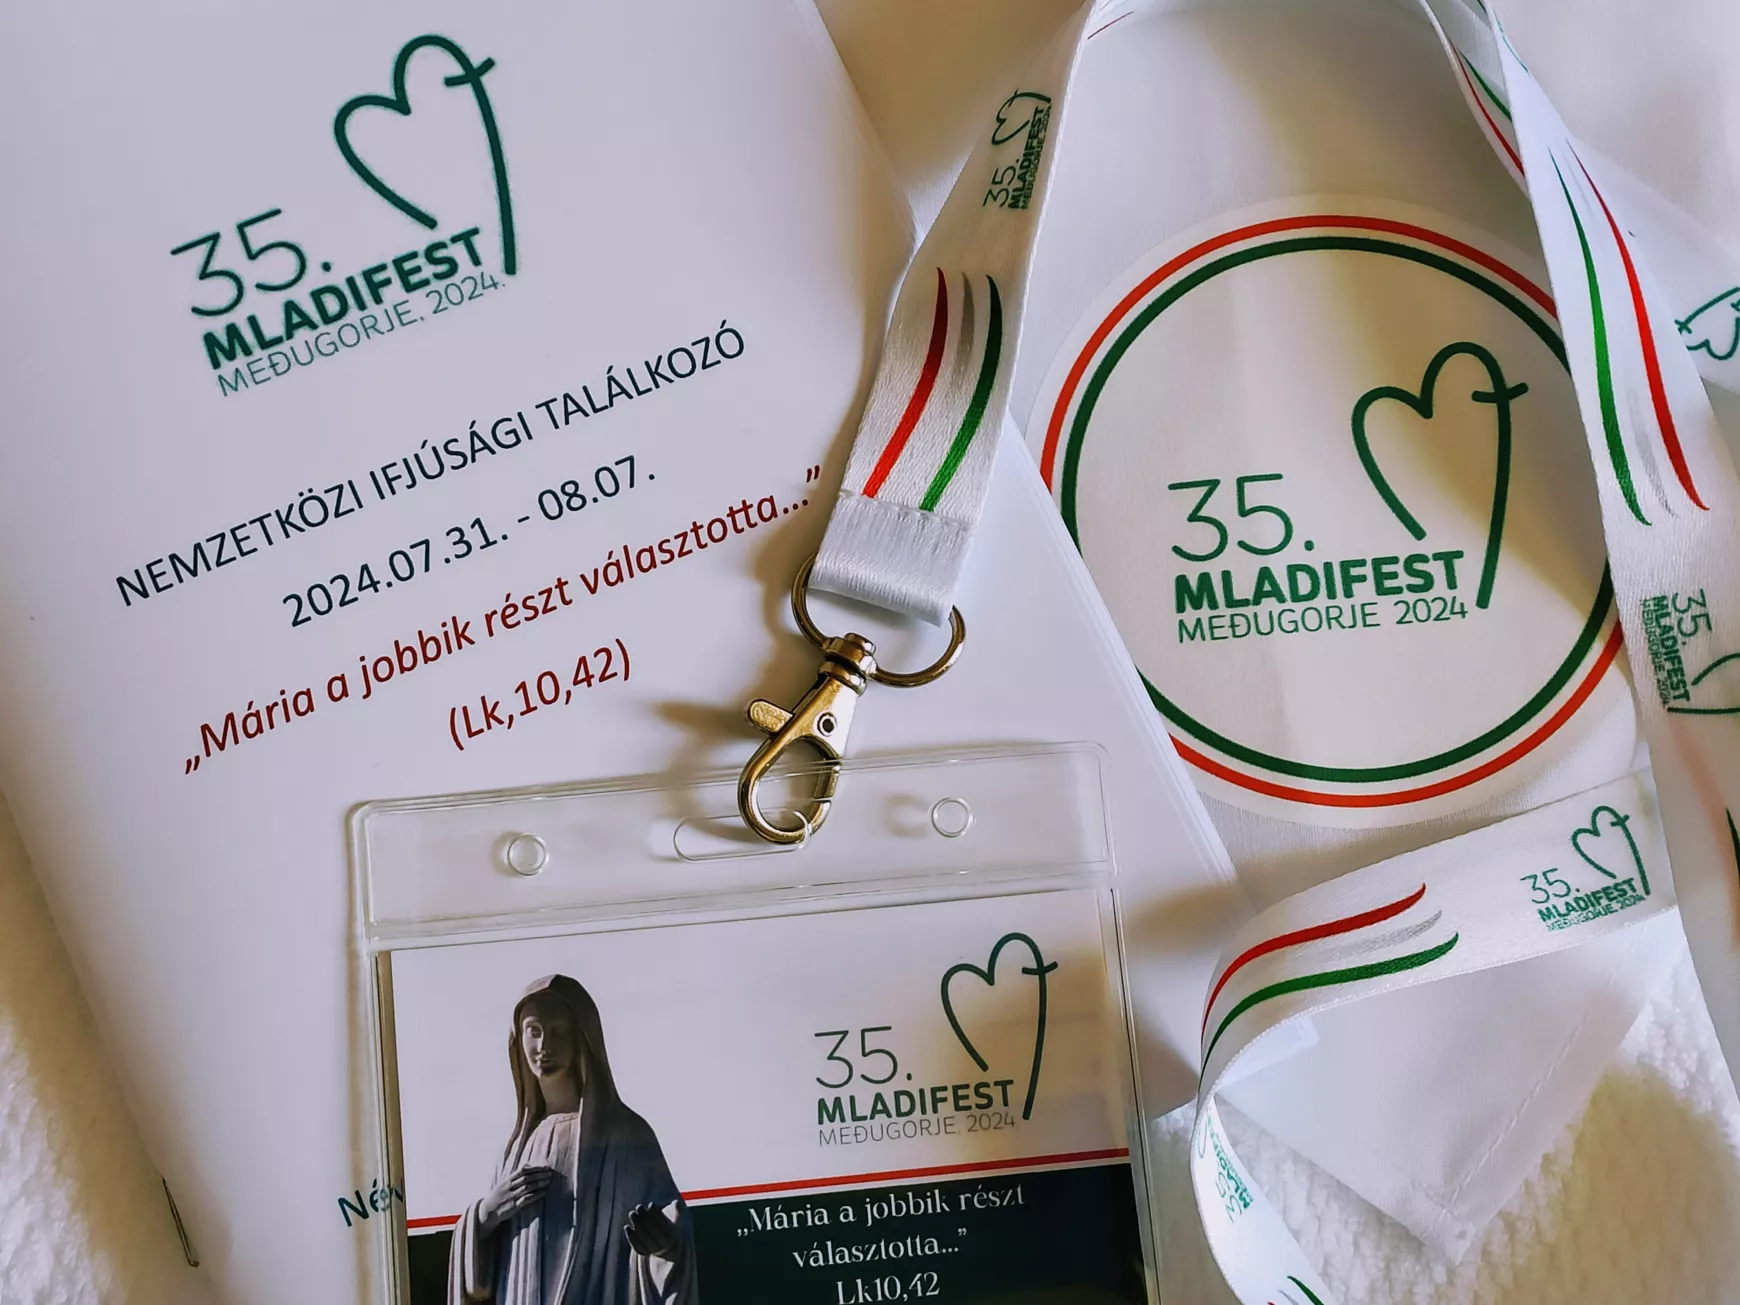 35.
MLADIFEST
MEĐUGORJE, 2024.
NEMZETKÖZI IFJÚSÁGI TALÁLKOZÓ
2024.07.31. - 08.07.
„Mária a jobbik részt választotta...”
(Lk,10,42)
35.
MLADIFEST
MEĐUGORJE, 2024
35.
MLADIFEST
MEĐUGORJE 2024
35.
MLADIFEST
MEĐUGORJE, 2024
35.
MLADIFEST
MEĐUGORJE, 2024
35.
MLADIFEST
MEĐUGORJE, 2024
„Mária a jobbik részt
választotta...”
Lk10,42